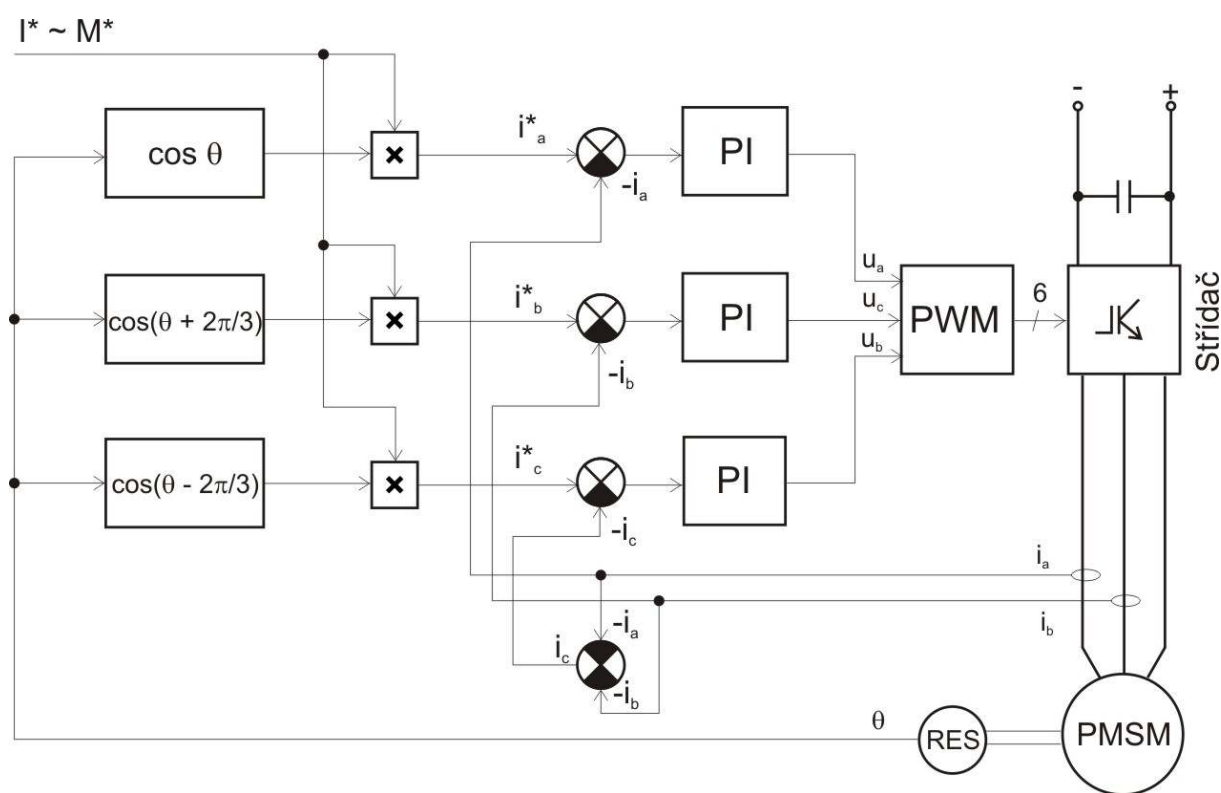 I* ~ M*
- +
cos θ
×
i*a
-ia
PI
cos(θ + 2π/3)
×
i*b
-ib
PI
ua
uc
ub
PWM
6
Střídač
cos(θ - 2π/3)
×
i*c
-ic
PI
ia
ib
-ia
ic
-ib
θ
RES
PMSM